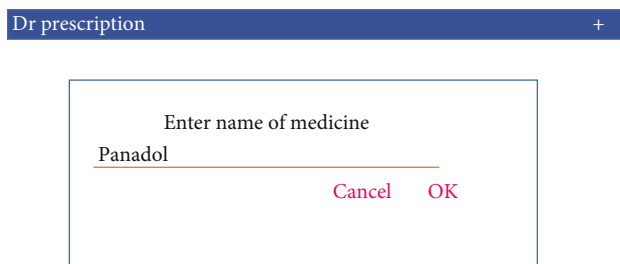 Dr prescription +
Enter name of medicine
Panadol
Cancel OK